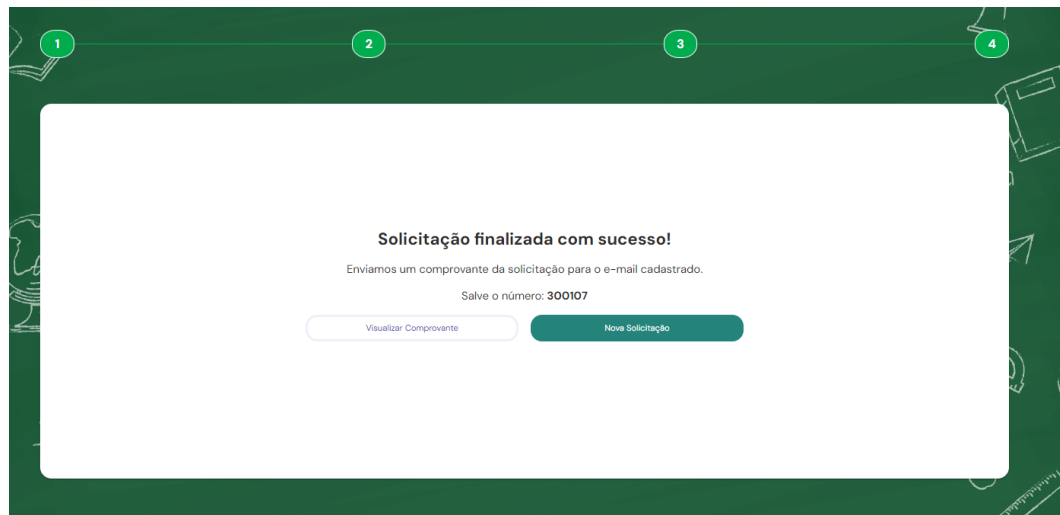 1 2 3 4
Solicitação finalizada com sucesso!
Enviamos um comprovante da solicitação para o e-mail cadastrado.
Salve o número: 300107
Visualizar Comprovante Nova Solicitação